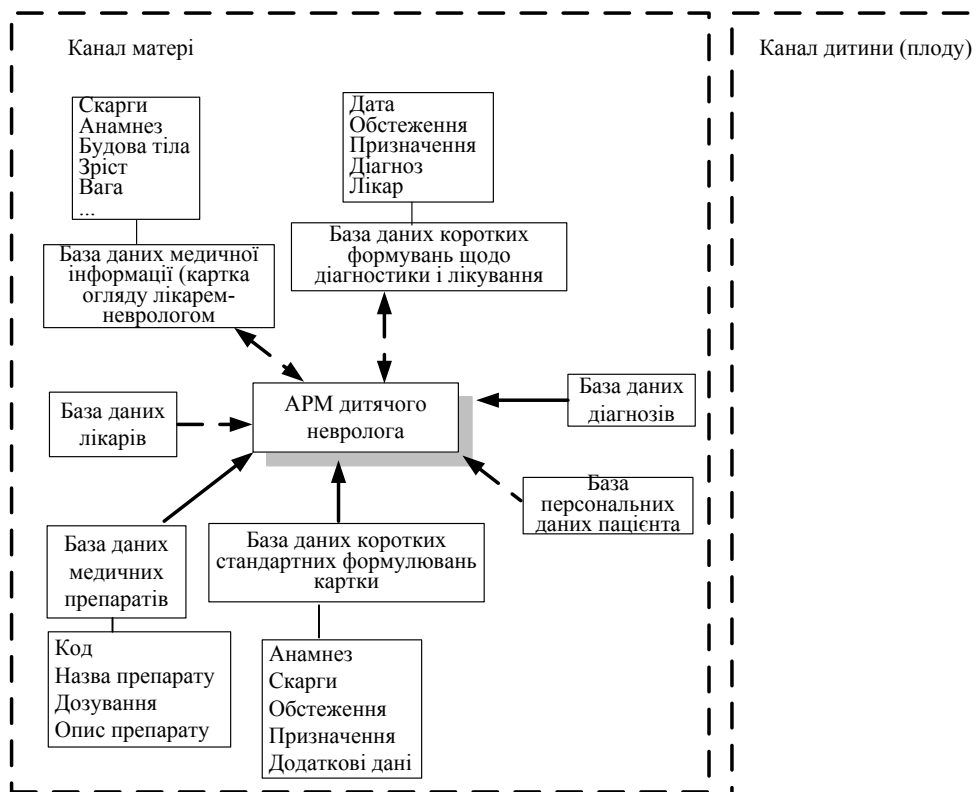 Канал матері
Канал дитини (плоду)
Скарги
Анамнез
Будова тіла
Зріст
Вага
...
Дата
Обстеження
Призначення
Діагноз
Лікар
База даних медичної
інформації (картка
огляду лікарем-
неврологом
База даних коротких
формувань щодо
діагностики і лікування
База даних
лікарів
АРМ дитячого
невролога
База даних
діагнозів
База
персональних
даних пацієнта
База даних
медичних
препаратів
База даних коротких
стандартних формулювань
картки
Код
Назва препарату
Дозування
Опис препарату
Анамнез
Скарги
Обстеження
Призначення
Додаткові дані